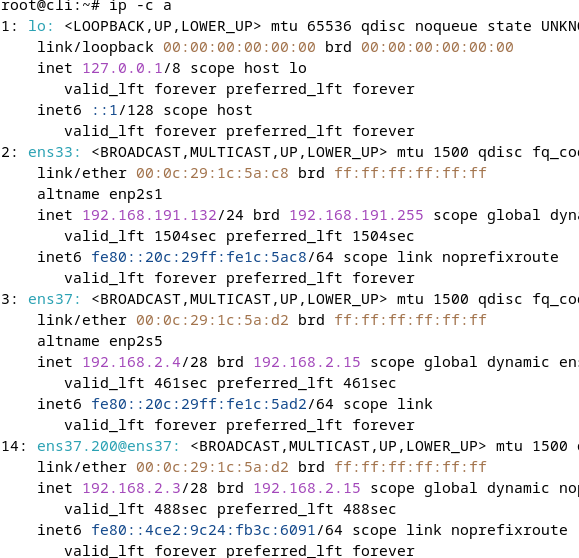 root@cli:~# ip -c a
1: lo: <LOOPBACK,UP,LOWER_UP> mtu 65536 qdisc noqueue state
link/loopback 00:00:00:00:00:00 brd 00:00:00:00:00:00
inet 127.0.0.1/8 scope host lo
valid_lft forever preferred_lft forever
inet6 ::1/128 scope host
valid_lft forever preferred_lft forever
2: ens33: <BROADCAST,MULTICAST,UP,LOWER_UP> mtu 1500 qdisc
link/ether 00:0c:29:1c:5a:c8 brd ff:ff:ff:ff:ff:ff
altname enp2s1
inet 192.168.191.132/24 brd 192.168.191.255 scope global
valid_lft 1504sec preferred_lft 1504sec
inet6 fe80::20c:29ff:fe1c:5ac8/64 scope link noprefixroute
valid_lft forever preferred_lft forever
3: ens37: <BROADCAST,MULTICAST,UP,LOWER_UP> mtu 1500 qdisc
link/ether 00:0c:29:1c:5a:d2 brd ff:ff:ff:ff:ff:ff
altname enp2s5
inet 192.168.2.4/28 brd 192.168.2.15 scope global dynamic
valid_lft 461sec preferred_lft 461sec
inet6 fe80::20c:29ff:fe1c:5ad2/64 scope link
valid_lft forever preferred_lft forever
14: ens37.200@ens37: <BROADCAST,MULTICAST,UP,LOWER_UP> mtu 1500
link/ether 00:0c:29:1c:5a:d2 brd ff:ff:ff:ff:ff:ff
inet 192.168.2.3/28 brd 192.168.2.15 scope global dynamic
valid_lft 488sec preferred_lft 488sec
inet6 fe80::4ce2:9c24:fb3c:6091/64 scope link noprefixroute
valid_lft forever preferred_lft forever